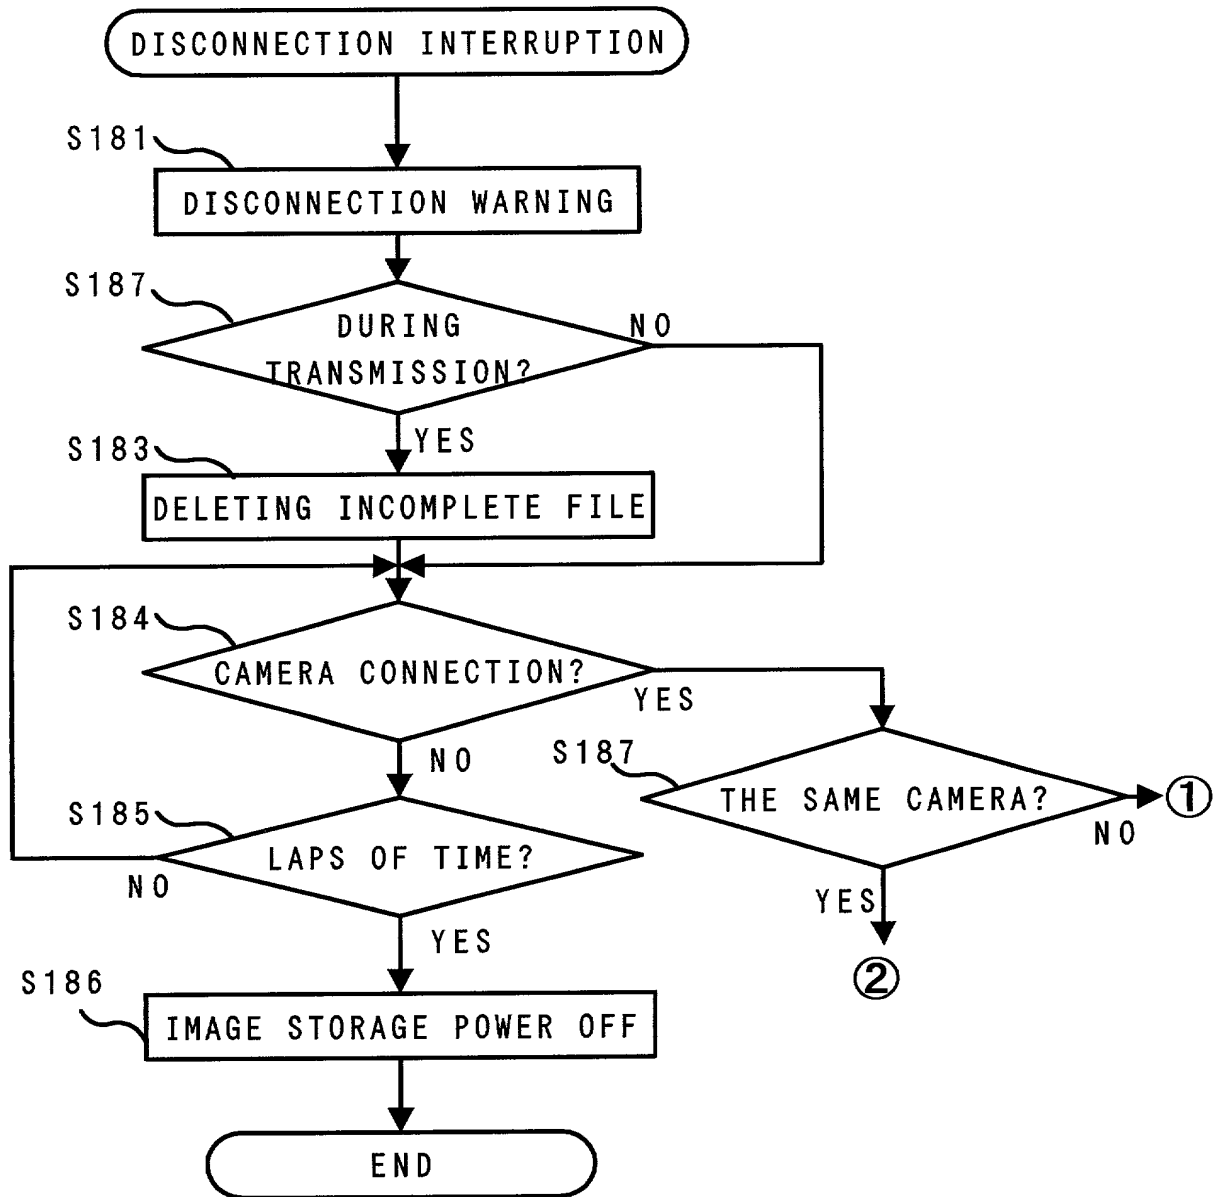 DISCONNECTION INTERRUPTION
S181
DISCONNECTION WARNING
S187
DURING
TRANSMISSION?
NO
YES
S183
DELETING INCOMPLETE FILE
S184
CAMERA CONNECTION?
YES
NO
S187
THE SAME CAMERA?
①
NO
YES
②
S185
LAPS OF TIME?
NO
YES
S186
IMAGE STORAGE POWER OFF
END